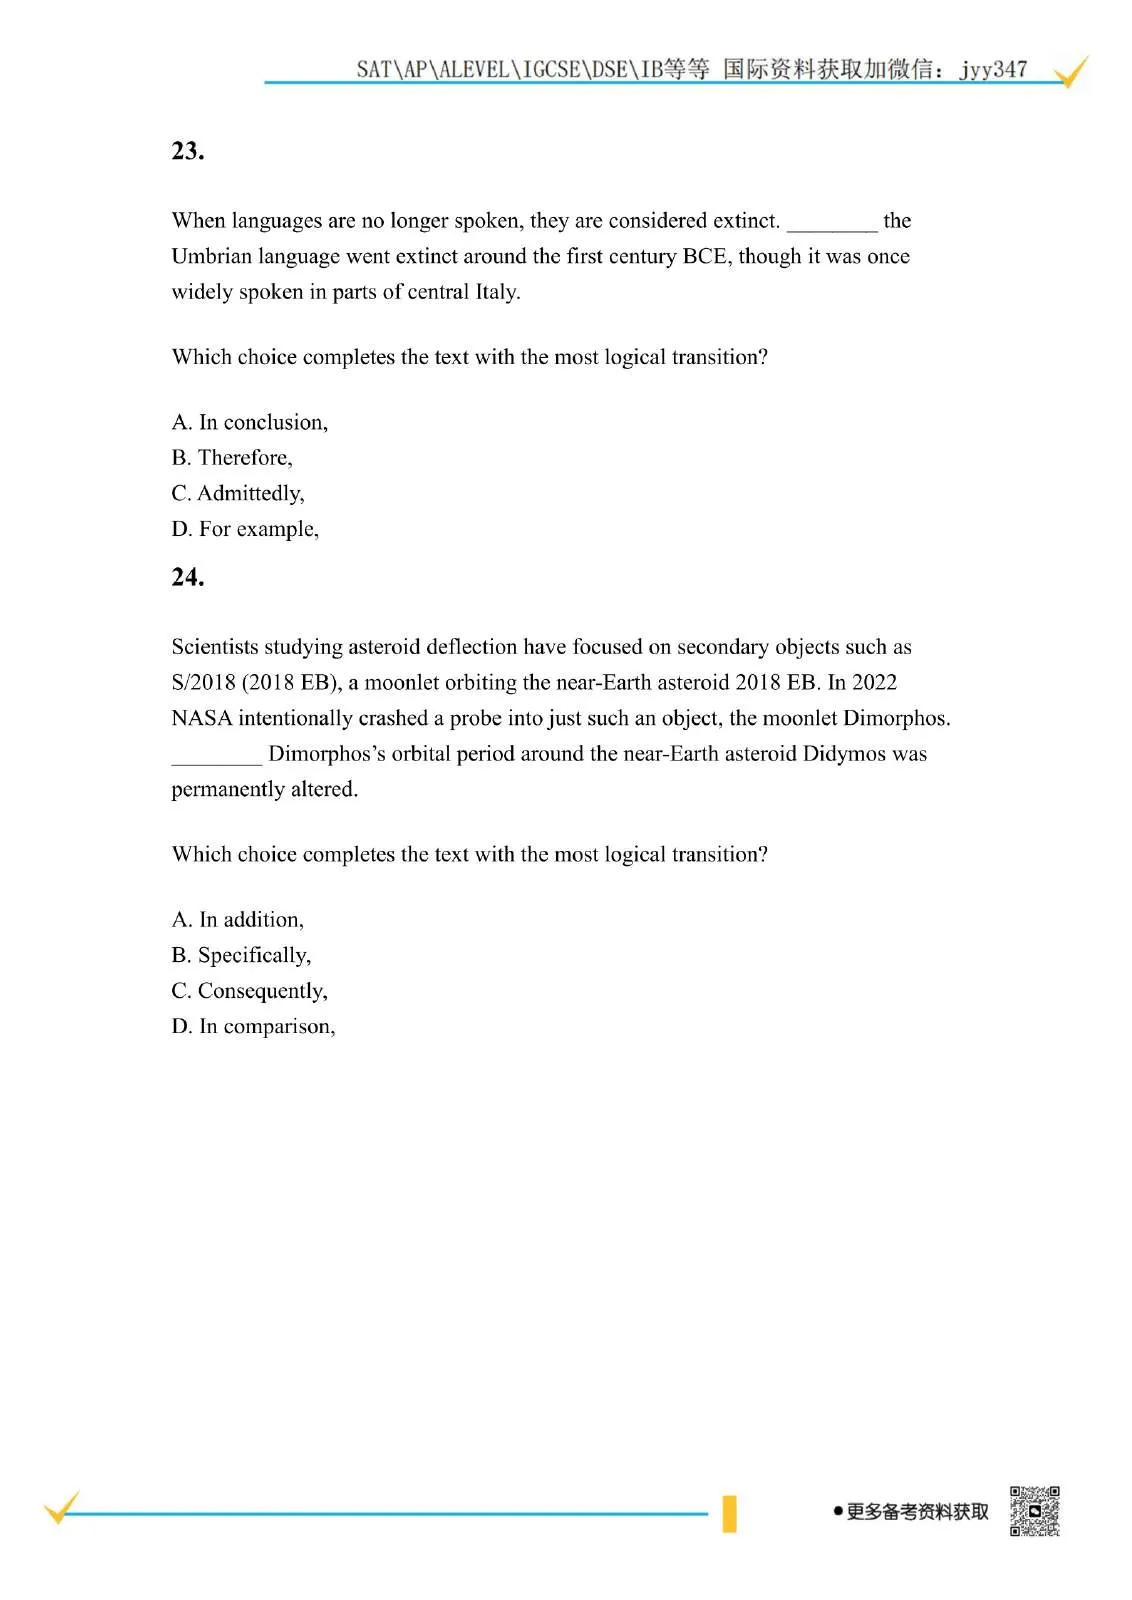 SAT\AP\ALEVEL\IGCSE\DSE\IB等等 国际资料获取加微信：jyy347
23.
When languages are no longer spoken, they are considered extinct. ________ the
Umbrian language went extinct around the first century BCE, though it was once
widely spoken in parts of central Italy.
Which choice completes the text with the most logical transition?
A. In conclusion,
B. Therefore,
C. Admittedly,
D. For example,
24.
Scientists studying asteroid deflection have focused on secondary objects such as
S/2018 (2018 EB), a moonlet orbiting the near-Earth asteroid 2018 EB. In 2022
NASA intentionally crashed a probe into just such an object, the moonlet Dimorphos.
________ Dimorphos’s orbital period around the near-Earth asteroid Didymos was
permanently altered.
Which choice completes the text with the most logical transition?
A. In addition,
B. Specifically,
C. Consequently,
D. In comparison,
●更多备考资料获取